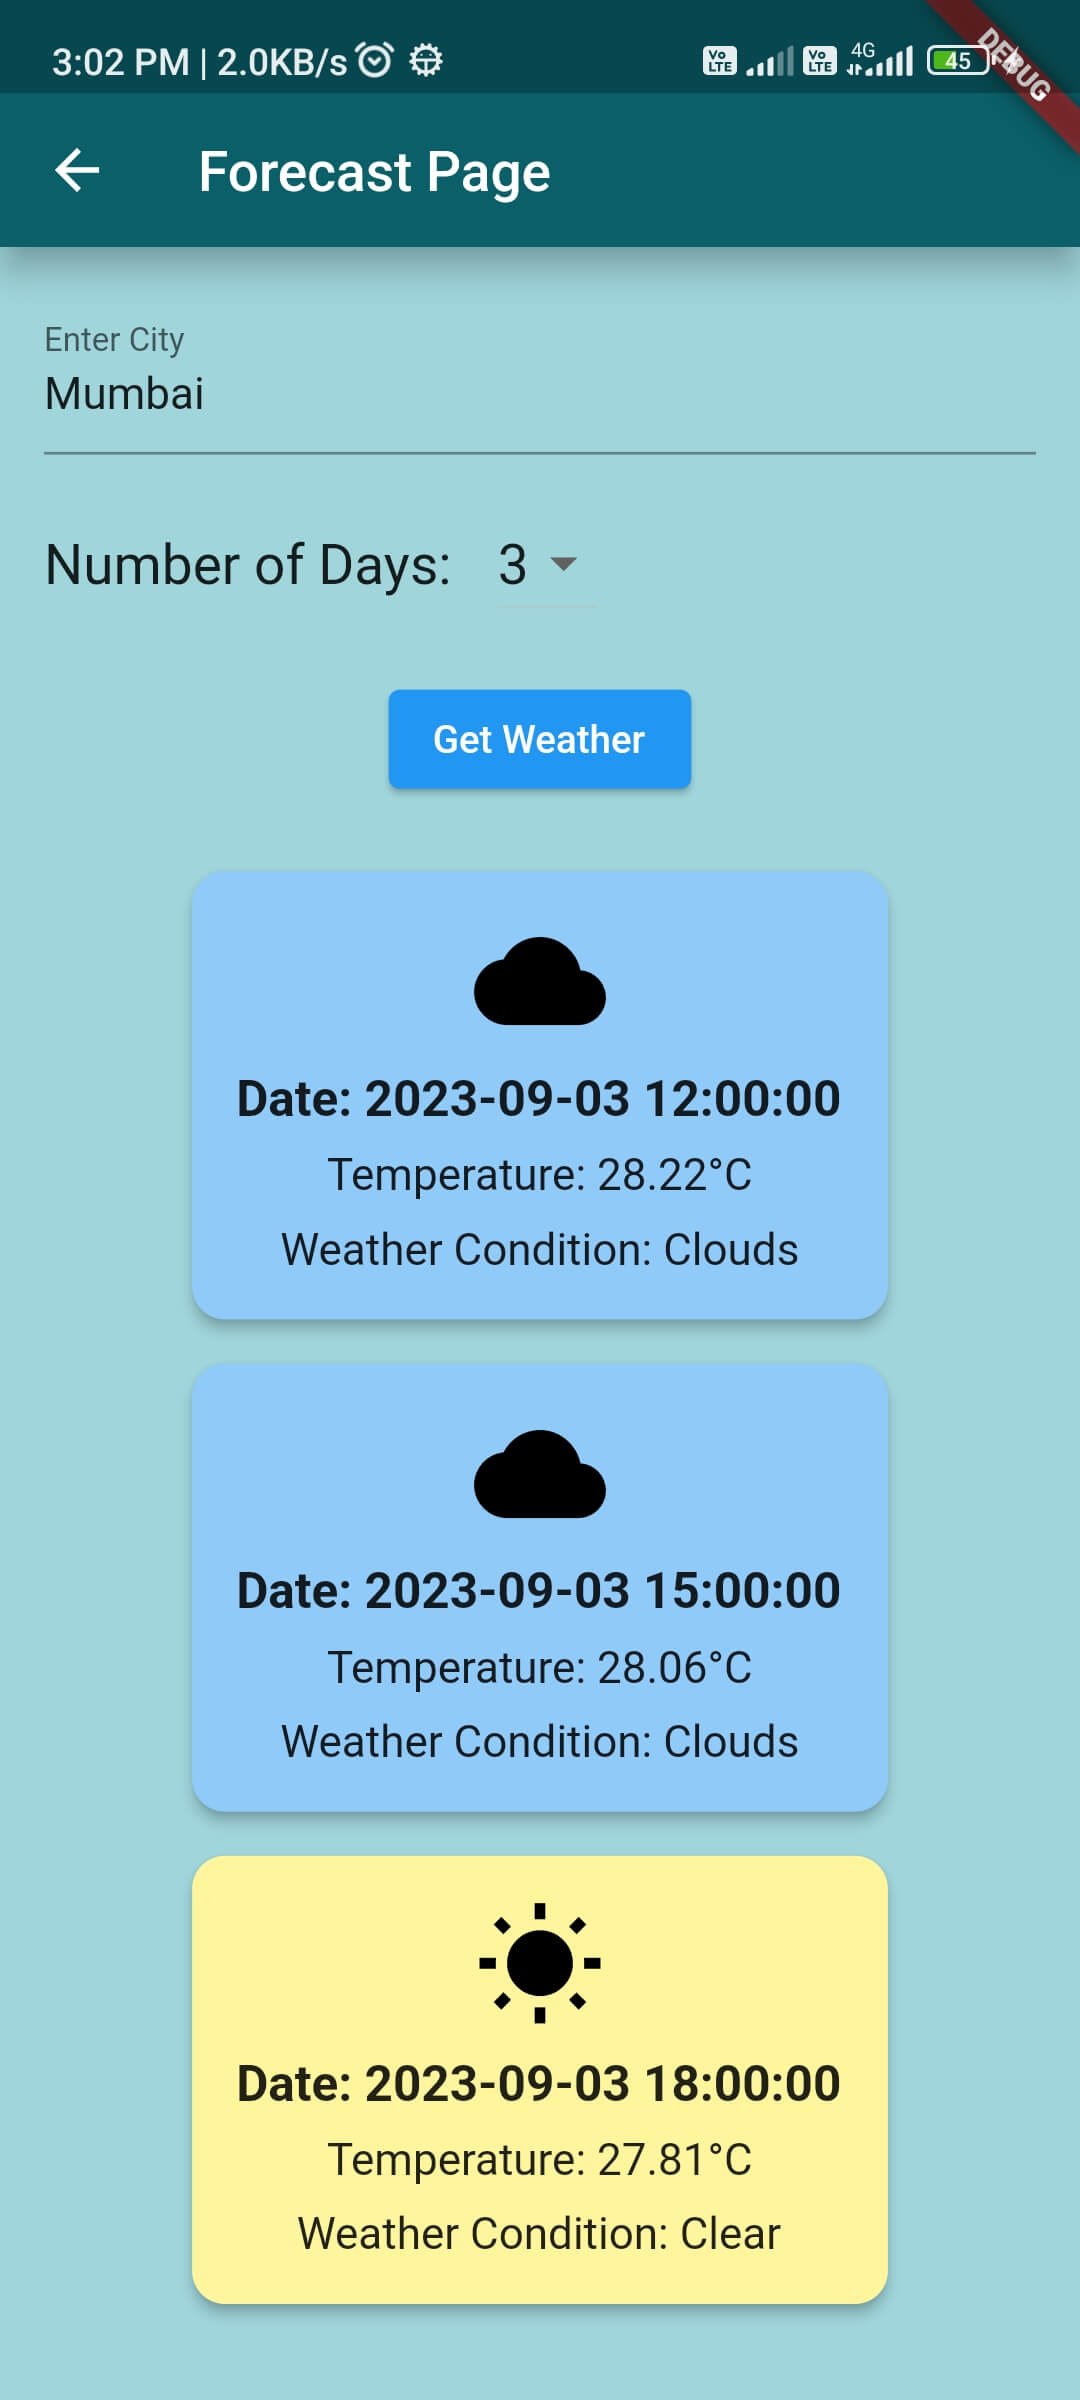 3:02 PM | 2.0KB/s
Vo LTE
Vo LTE
4G
45
DEBUG
Forecast Page
Enter City
Mumbai
Number of Days: 3
Get Weather
Date: 2023-09-03 12:00:00
Temperature: 28.22°C
Weather Condition: Clouds
Date: 2023-09-03 15:00:00
Temperature: 28.06°C
Weather Condition: Clouds
Date: 2023-09-03 18:00:00
Temperature: 27.81°C
Weather Condition: Clear